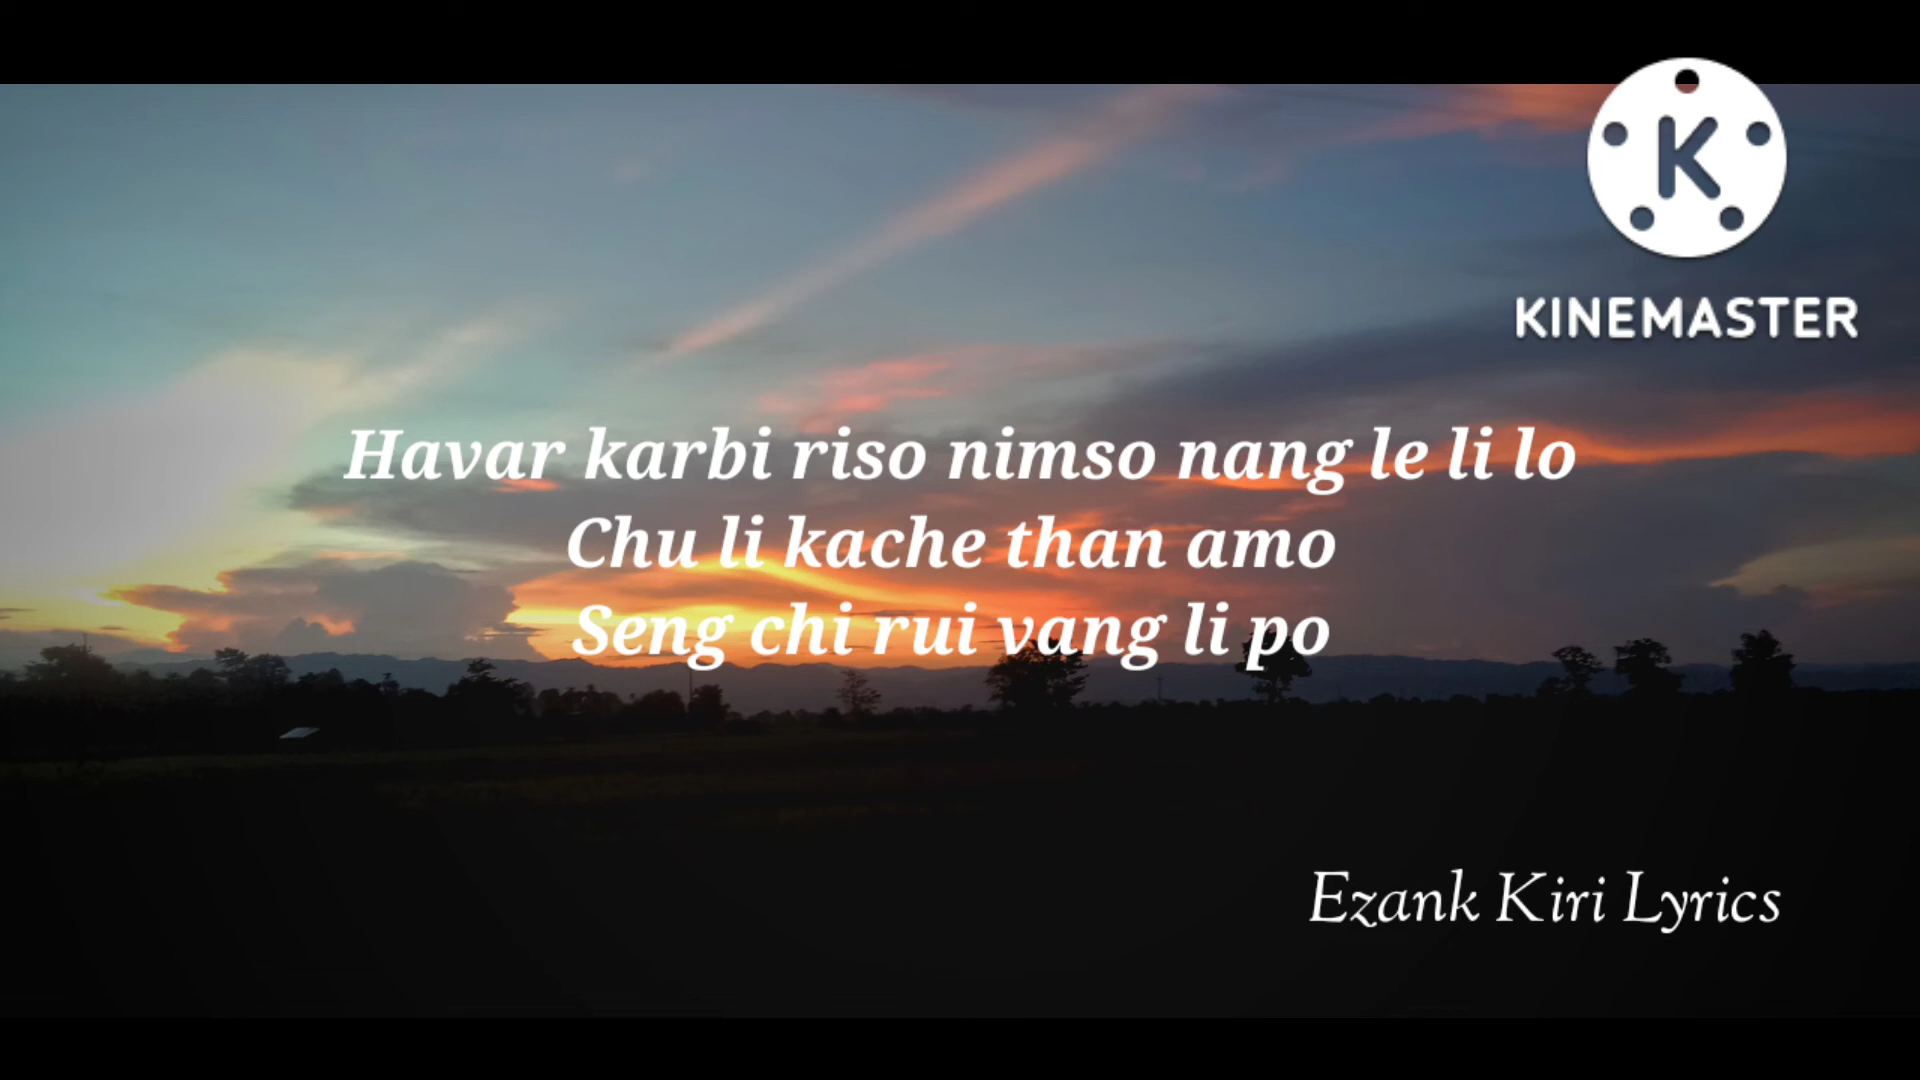 KINEMASTER
Havar karbi riso nimso nang le li lo
Chu li kache than amo
Seng chi rui vang li po
Ezank Kiri Lyrics